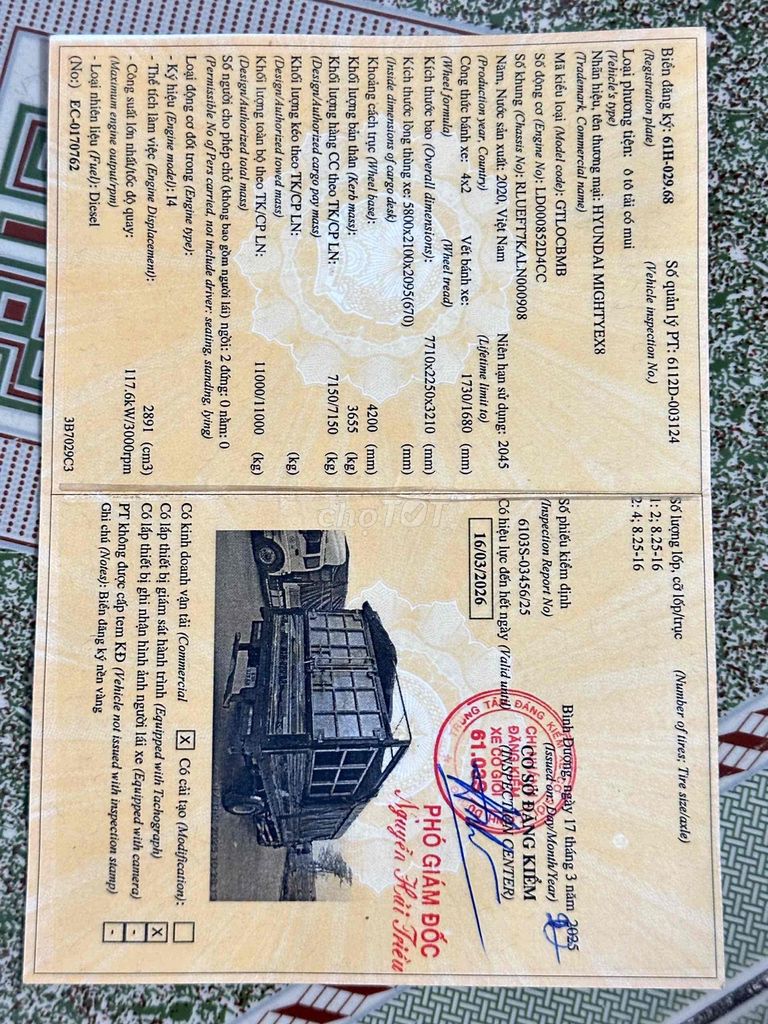 Biển đăng ký: 61H-029.68 Số quản lý PT: 6112D-003124
(Registration plate) (Vehicle inspection No.)
Loại phương tiện: ô tô tải có mui
(Vehicle's type)
Nhãn hiệu, tên thương mại: HYUNDAI MIGHTYEX8
(Trademark, Commercial name)
Mã kiểu loại (Model code): GTLOCBMB
Số động cơ (Engine No): LD000852D4CC
Số khung (Chassis No): RLUEFT7KALN000908
Năm, Nước sản xuất: 2020, Việt Nam Niên hạn sử dụng: 2045
(Production year, Country) (Lifetime limit to)
Công thức bánh xe: 4x2 Vết bánh xe: 1730/1680 (mm)
(Wheel formula) (Wheel tread)
Kích thước bao (Overall dimensions): 7710x2250x3210 (mm)
Kích thước lòng thùng xe: 5800x2100x2095(670) (mm)
(Inside dimensions of cargo desk)
Khoảng cách trục (Wheel base): 4200 (mm)
Khối lượng bản thân (Kerb mass): 3655 (kg)
Khối lượng hàng CC theo TK/CP LN: 7150/7150 (kg)
(Design/Authorized cargo pay mass)
Khối lượng kéo theo TK/CP LN: (kg)
(Design/Authorized towed mass)
Khối lượng toàn bộ theo TK/CP LN: 11000/11000 (kg)
(Design/Authorized total mass)
Số người cho phép chở (không bao gồm người lái) ngồi: 2 đứng: 0 nằm: 0
(Permissible No of Pers carried, not include driver: seating, standing, lying)
Loại động cơ đốt trong (Engine type):
- Ký hiệu (Engine model): I4
- Thể tích làm việc (Engine Displacement): 2891 (cm3)
- Công suất lớn nhất/tốc độ quay: 117.6kW/3000rpm
(Maximum engine output/rpm)
- Loại nhiên liệu (Fuel): Diesel
(No:) EC-0170762 3B7029C3
Số lượng lốp, cỡ lốp/trục (Number of tires; Tire size/axle)
1: 2; 8.25-16
2: 4; 8.25-16
Số phiếu kiểm định
(Inspection Report No)
6103S-03456/25
Có hiệu lực đến hết ngày (Valid until)
16/03/2026
Bình Dương, ngày 17 tháng 3 năm 2025
(Issued on: Day/Month/Year)
CƠ SỞ ĐĂNG KIỂM
(INSPECTION CENTER)
ĐĂNG KIỂM
XE CƠ GIỚI
PHÓ GIÁM ĐỐC
Nguyễn Hải Triều
choTỐT
Có kinh doanh vận tải (Commercial X Có cải tạo (Modification):
Có lắp thiết bị giám sát hành trình (Equipped with Tachograph) X
Có lắp thiết bị ghi nhận hình ảnh người lái xe (Equipped with camera) -
PT không được cấp tem KĐ (Vehicle not issued with inspection stamp) -
Ghi chú (Notes): Biển đăng ký nền vàng